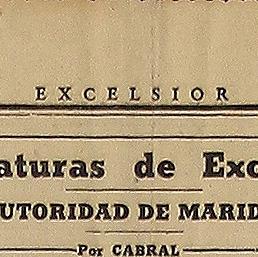 EXCELSIOR
aturas de Exc
UTORIDAD DE MARID
Por CABRAL